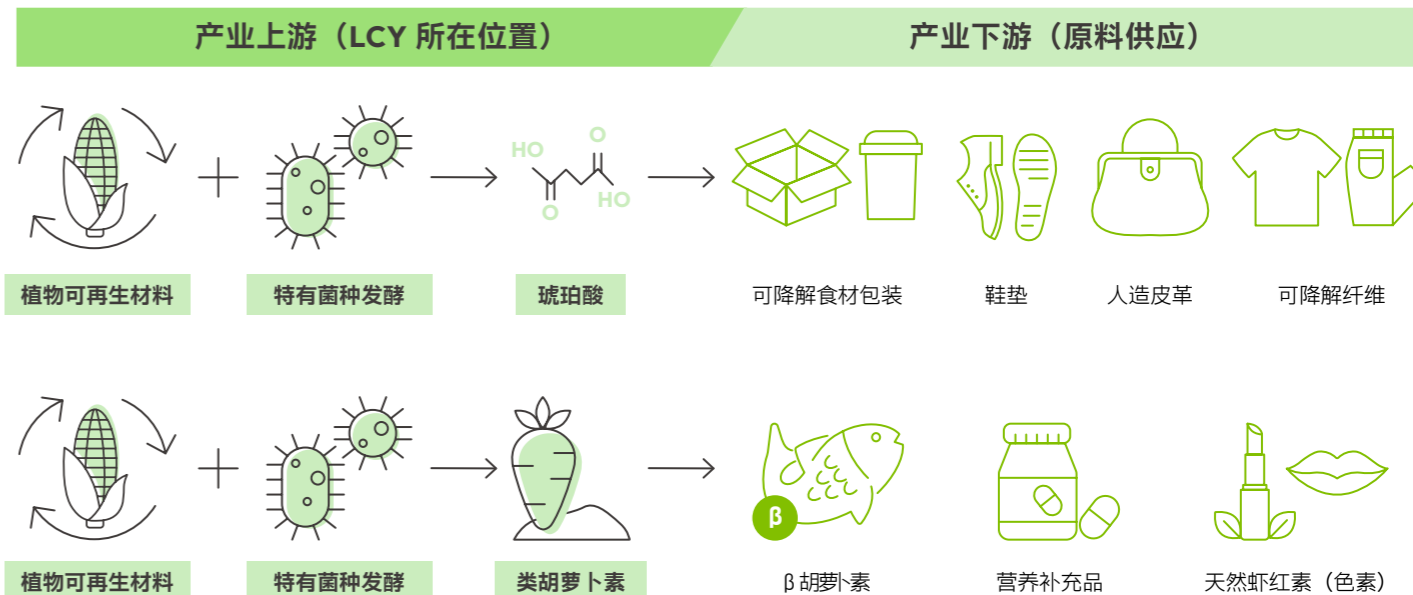 产业上游（LCY 所在位置）
产业下游（原料供应）
HO
O
O
HO
植物可再生材料
特有菌种发酵
琥珀酸
可降解食材包装
鞋垫
人造皮革
可降解纤维
β
植物可再生材料
特有菌种发酵
类胡萝卜素
β胡萝卜素
营养补充品
天然虾红素（色素）